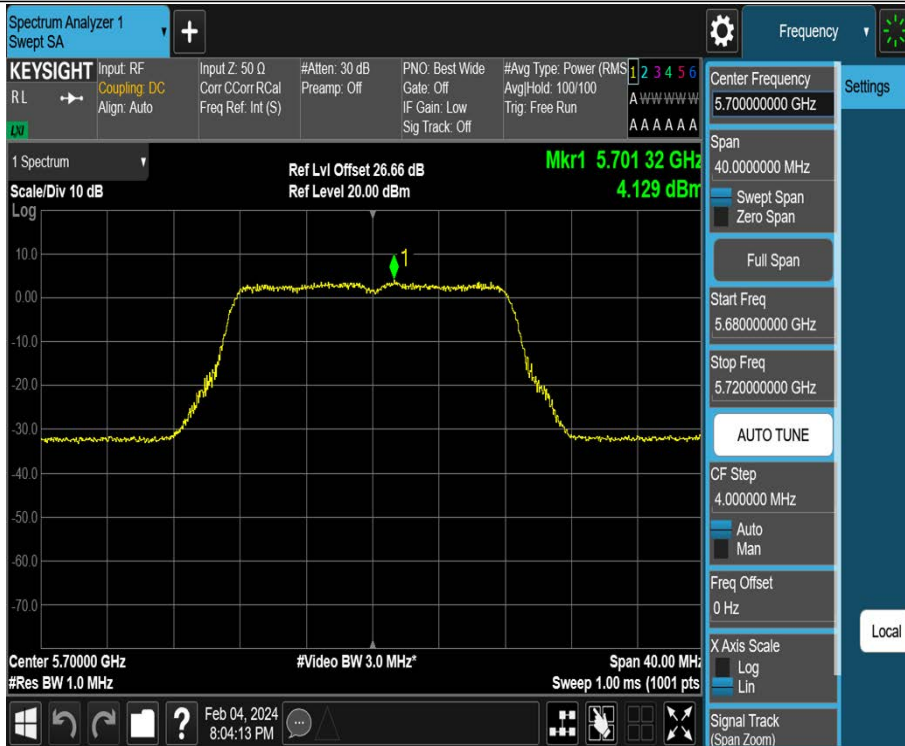 Spectrum Analyzer 1
Swept SA
+
Frequency
KEYSIGHT
RL
LXI
Input: RF
Coupling: DC
Align: Auto
Input Z: 50 Ω
Corr CCorr RCal
Freq Ref: Int (S)
#Atten: 30 dB
Preamp: Off
PNO: Best Wide
Gate: Off
IF Gain: Low
Sig Track: Off
#Avg Type: Power (RMS
Avg|Hold: 100/100
Trig: Free Run
1 2 3 4 5 6
A W W W W W
A A A A A A
1 Spectrum
Scale/Div 10 dB
Log
Ref Lvl Offset 26.66 dB
Ref Level 20.00 dBm
Mkr1 5.701 32 GHz
4.129 dBm
1
10.0
0.00
-10.0
-20.0
-30.0
-40.0
-50.0
-60.0
-70.0
Center 5.70000 GHz
#Res BW 1.0 MHz
#Video BW 3.0 MHz*
Span 40.00 MHz
Sweep 1.00 ms (1001 pts
Feb 04, 2024
8:04:13 PM
?
Center Frequency
5.700000000 GHz
Span
40.0000000 MHz
Swept Span
Zero Span
Full Span
Start Freq
5.680000000 GHz
Stop Freq
5.720000000 GHz
AUTO TUNE
CF Step
4.000000 MHz
Auto
Man
Freq Offset
0 Hz
X Axis Scale
Log
Lin
Signal Track
(Span Zoom)
Settings
Local